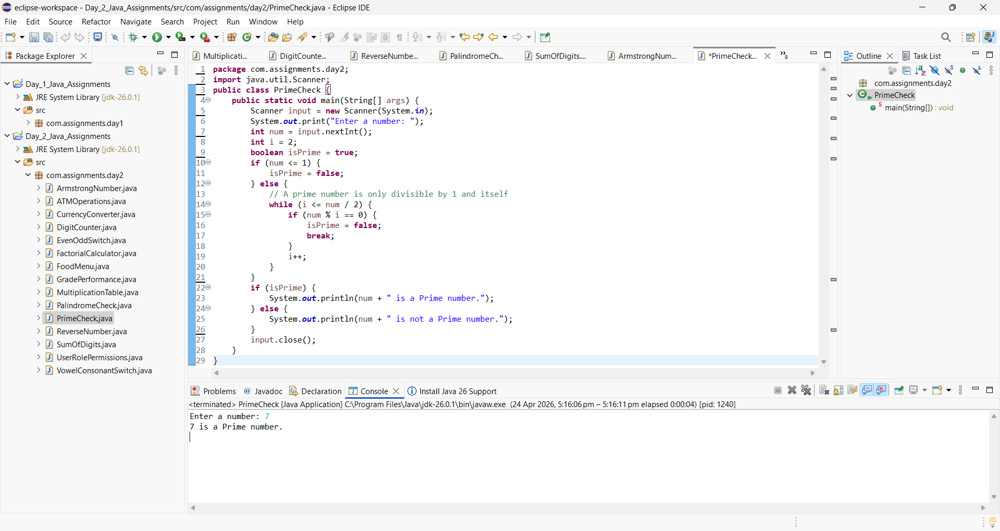 eclipse-workspace - Day_2_Java_Assignments/src/com/assignments/day2/PrimeCheck.java - Eclipse IDE
File Edit Source Refactor Navigate Search Project Run Window Help
Package Explorer
Day_1_Java_Assignments
JRE System Library [jdk-26.0.1]
src
com.assignments.day1
Day_2_Java_Assignments
JRE System Library [jdk-26.0.1]
src
com.assignments.day2
ArmstrongNumber.java
ATMOperations.java
CurrencyConverter.java
DigitCounter.java
EvenOddSwitch.java
FactorialCalculator.java
FoodMenu.java
GradePerformance.java
MultiplicationTable.java
PalindromeCheck.java
PrimeCheck.java
ReverseNumber.java
SumOfDigits.java
UserRolePermissions.java
VowelConsonantSwitch.java
Multiplicati... DigitCounte... ReverseNumbe... PalindromeCh... SumOfDigits.... ArmstrongNum... *PrimeCheck... »8
1 package com.assignments.day2;
2 import java.util.Scanner;
3 public class PrimeCheck {
4 public static void main(String[] args) {
5 Scanner input = new Scanner(System.in);
6 System.out.print("Enter a number: ");
7 int num = input.nextInt();
8 int i = 2;
9 boolean isPrime = true;
10 if (num <= 1) {
11 isPrime = false;
12 } else {
13 // A prime number is only divisible by 1 and itself
14 while (i <= num / 2) {
15 if (num % i == 0) {
16 isPrime = false;
17 break;
18 }
19 i++;
20 }
21 }
22 if (isPrime) {
23 System.out.println(num + " is a Prime number.");
24 } else {
25 System.out.println(num + " is not a Prime number.");
26 }
27 input.close();
28 }
29 }
Outline Task List
com.assignments.day2
PrimeCheck
main(String[]) : void
Problems Javadoc Declaration Console Install Java 26 Support
<terminated> PrimeCheck [Java Application] C:\Program Files\Java\jdk-26.0.1\bin\javaw.exe (24 Apr 2026, 5:16:06 pm – 5:16:11 pm elapsed 0:00:04) [pid: 1240]
Enter a number: 7
7 is a Prime number.